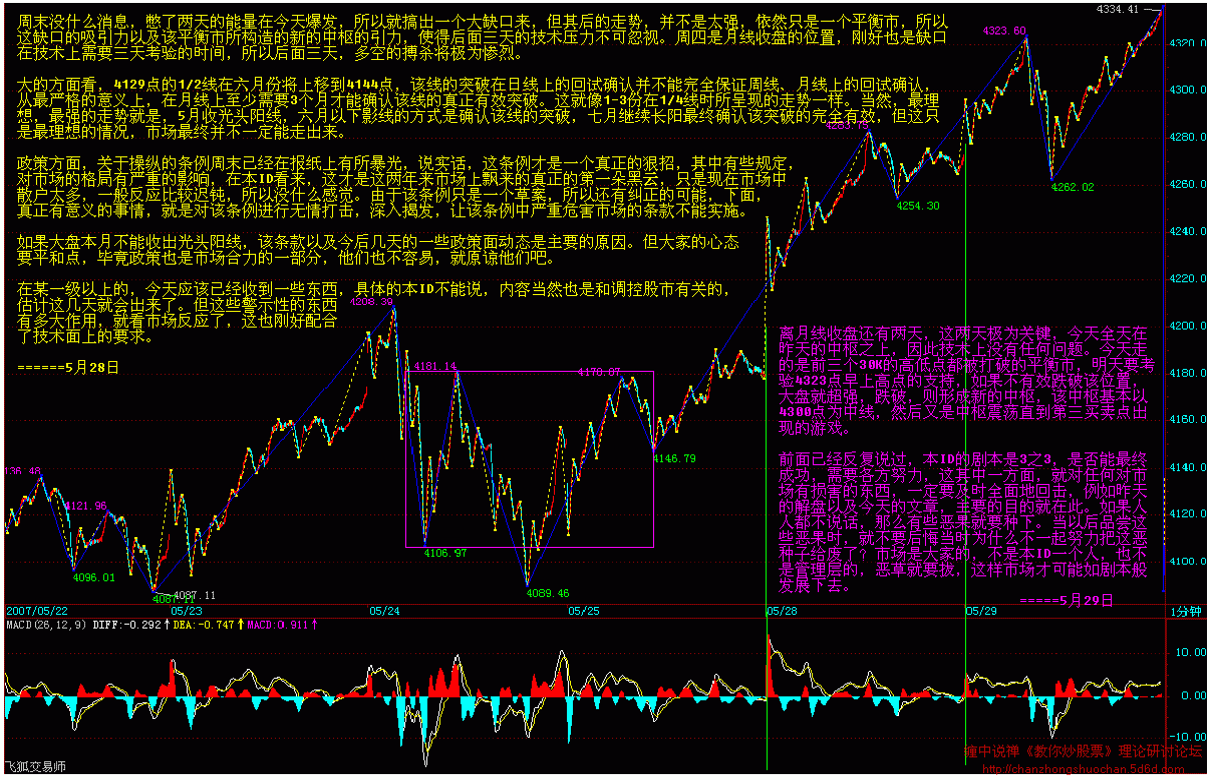 4334.41
周末没什么消息，憋了两天的能量在今天爆发，所以就搞出一个大缺口来，但其后的走势，并不是太强，依然只是一个平衡市，所以
这缺口的吸引力以及该平衡市所构造的新的中枢的引力，使得后面三天的技术压力不可忽视。周四是月线收盘的位置，刚好也是缺口
在技术上需要三天考验的时间，所以后面三天，多空的搏杀将极为惨烈。
大的方面看，4129点的1/2线在六月份将上移到4144点，该线的突破在日线上的回试确认并不能完全保证周线、月线上的回试确认，
从最严格的意义上，在月线上至少需要3个月才能确认该线的真正有效突破。这就像1-3份在1/4线时所呈现的走势一样。当然，最理
想，最强的走势就是，5月收光头阳线，六月以下影线的方式是确认该线的突破，七月继续长阳最终确认该突破的完全有效，但这只
是最理想的情况，市场最终并不一定能走出来。
政策方面，关于操纵的条例周末已经在报纸上有所曝光，说实话，这条例才是一个真正的狠招，其中有些规定，
对市场的格局有严重的影响，在本ID看来，这才是这两年来市场上飘来的真正的第一朵黑云，只是现在市场中
散户太多，一般反应比较迟钝，所以没什么感觉。由于该条例只是一个草案，所以还有纠正的可能，下面，
真正有意义的事情，就是对该条例进行无情打击，深入揭发，让该条例中严重危害市场的条款不能实施。
如果大盘本月不能收出光头阳线，该条款以及今后几天的一些政策面动态是主要的原因。但大家的心态
要平和点，毕竟政策也是市场合力的一部分，他们也不容易，就原谅他们吧。
在某一级以上的，今天应该已经收到一些东西，具体的本ID不能说，内容当然也是和调控股市有关的，
估计这几天就会出来了。但这些警示性的东西
有多大作用，就看市场反应了，这也刚好配合
了技术面上的要求。
======5月28日
离月线收盘还有两天，这两天极为关键，今天全天在
昨天的中枢之上，因此技术上没有任何问题。今天走
的是前三个30K的高低点都被打破的平衡市，明天要考
验4323点早上高点的支持，如果不有效跌破该位置，
大盘就超强，跌破，则形成新的中枢，该中枢基本以
4300点为中线，然后又是中枢震荡直到第三买卖点出
现的游戏。
前面已经反复说过，本ID的剧本是3之3，是否能最终
成功，需要各方努力，这其中一方面，就对任何对市
场有损害的东西，一定要及时全面地回击，例如昨天
的解盘以及今天的文章，主要的目的就在此。如果人
人都不说话，那么有些恶果就要种下。当以后品尝这
些恶果时，就不要后悔当时为什么不一起努力把这恶
种子给废了？市场是大家的，不是本ID一个人，也不
是管理层的，恶草就要拔，这样市场才可能如剧本般
发展下去。
=====5月29日
4323.60
4283.79
4262.02
4254.30
4208.39
4181.14
4178.07
4146.79
4136.48
4121.96
4106.97
4096.01
4087.11
4087.11
4089.46
4320.0
4300.0
4280.0
4260.0
4240.0
4220.0
4200.0
4180.0
4160.0
4140.0
4120.0
4100.0
2007/05/22 05/23 05/24 05/25 05/28 05/29 1分钟
MACD(26,12,9) DIFF:-0.292↑ DEA:-0.747↑ MACD:0.911↑
10.00
0.00
-10.00
缠中说禅《教你炒股票》理论研讨论坛
http://chanzhongshuochan.5d6d.com
飞狐交易师